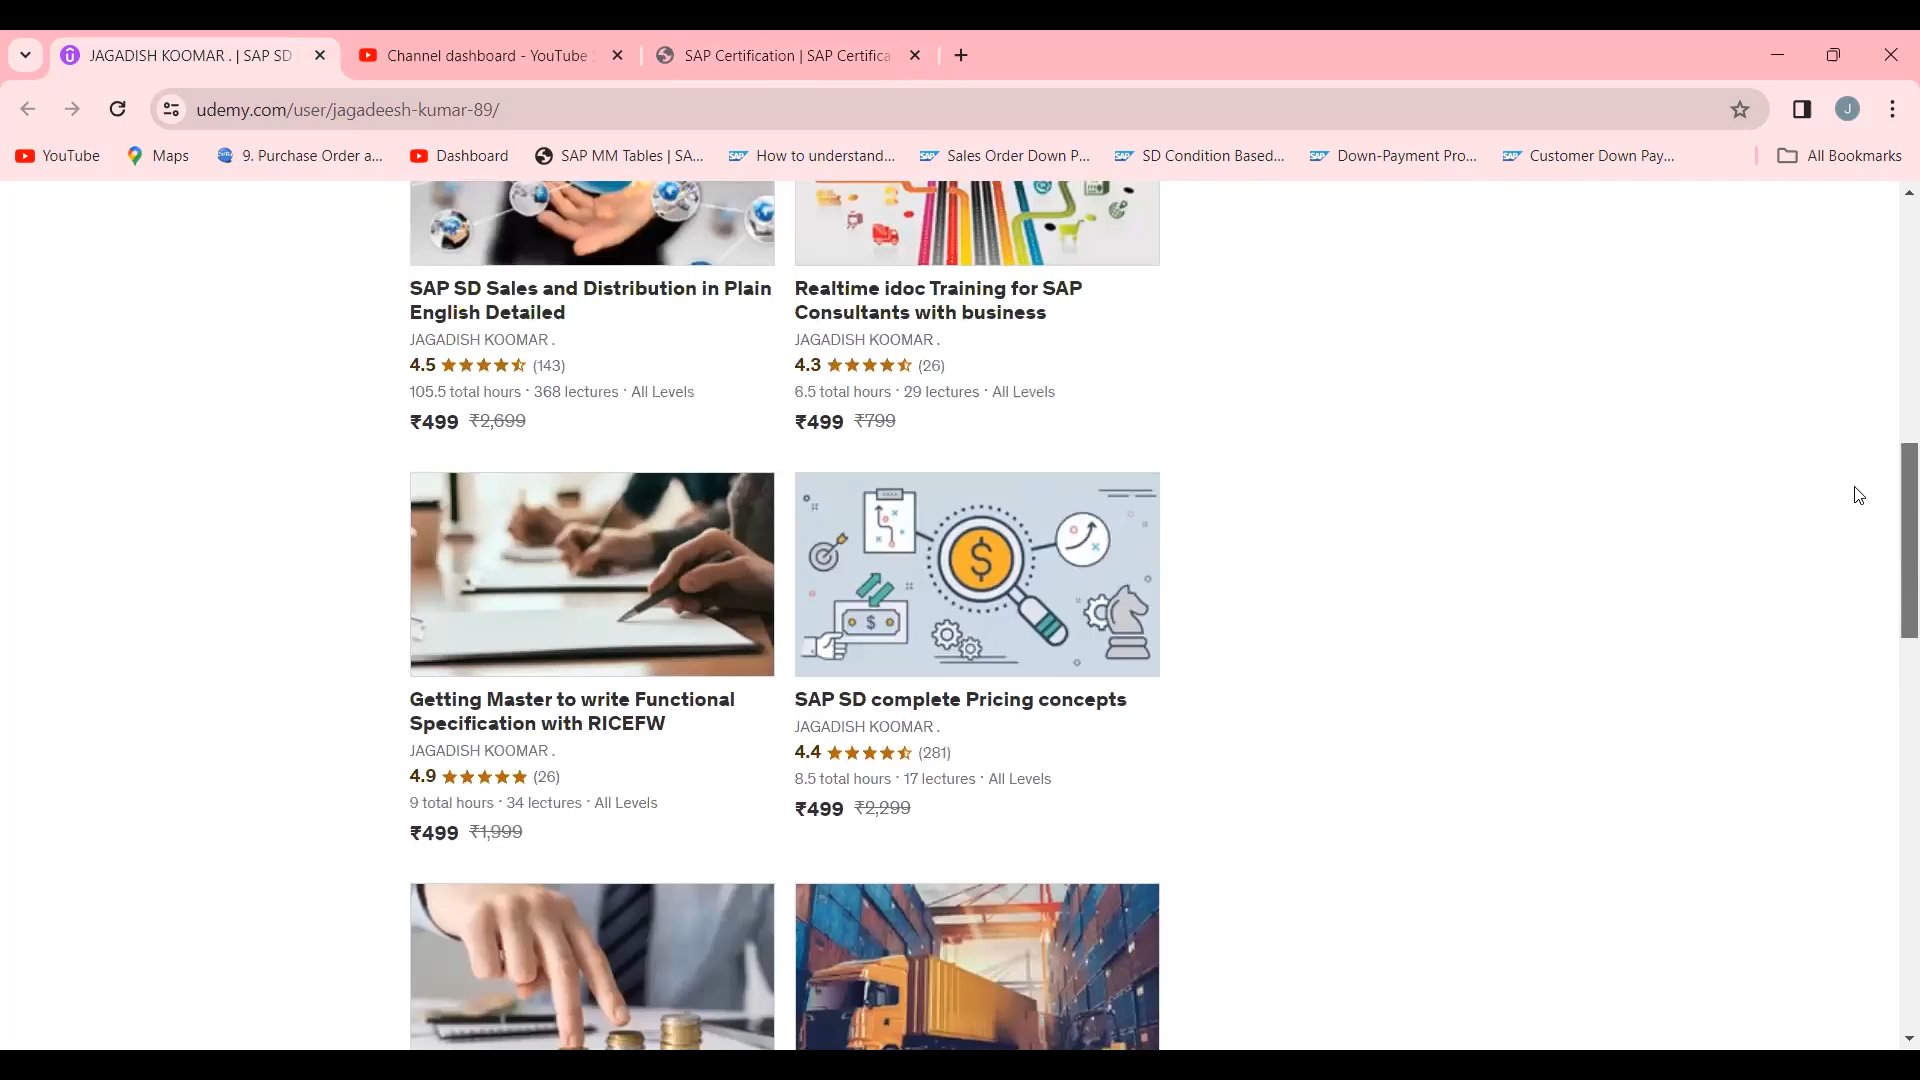 JAGADISH KOOMAR . | SAP SD
Channel dashboard - YouTube S
SAP Certification | SAP Certifica
udemy.com/user/jagadeesh-kumar-89/
J
YouTube
Maps
9. Purchase Order a...
Dashboard
SAP MM Tables | SA...
How to understand...
Sales Order Down P...
SD Condition Based...
Down-Payment Pro...
Customer Down Pay...
All Bookmarks
SAP SD Sales and Distribution in Plain
English Detailed
JAGADISH KOOMAR .
4.5 (143)
105.5 total hours · 368 lectures · All Levels
₹499 ₹2,699
Realtime idoc Training for SAP
Consultants with business
JAGADISH KOOMAR .
4.3 (26)
6.5 total hours · 29 lectures · All Levels
₹499 ₹799
Getting Master to write Functional
Specification with RICEFW
JAGADISH KOOMAR .
4.9 (26)
9 total hours · 34 lectures · All Levels
₹499 ₹1,999
SAP SD complete Pricing concepts
JAGADISH KOOMAR .
4.4 (281)
8.5 total hours · 17 lectures · All Levels
₹499 ₹2,299